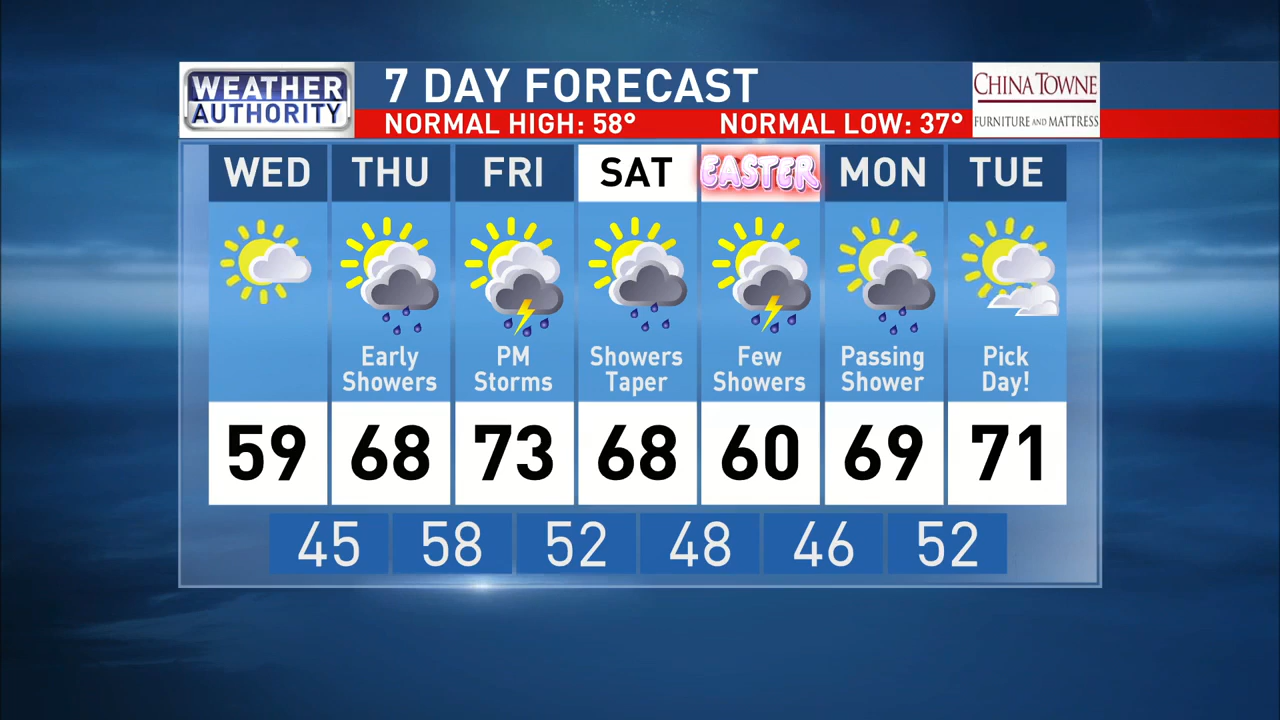 WEATHER
AUTHORITY
7 DAY FORECAST
NORMAL HIGH: 58° NORMAL LOW: 37°
CHINA TOWNE
FURNITURE AND MATTRESS
WED THU FRI SAT EASTER MON TUE
Early
Showers
PM
Storms
Showers
Taper
Few
Showers
Passing
Shower
Pick
Day!
59 68 73 68 60 69 71
45 58 52 48 46 52